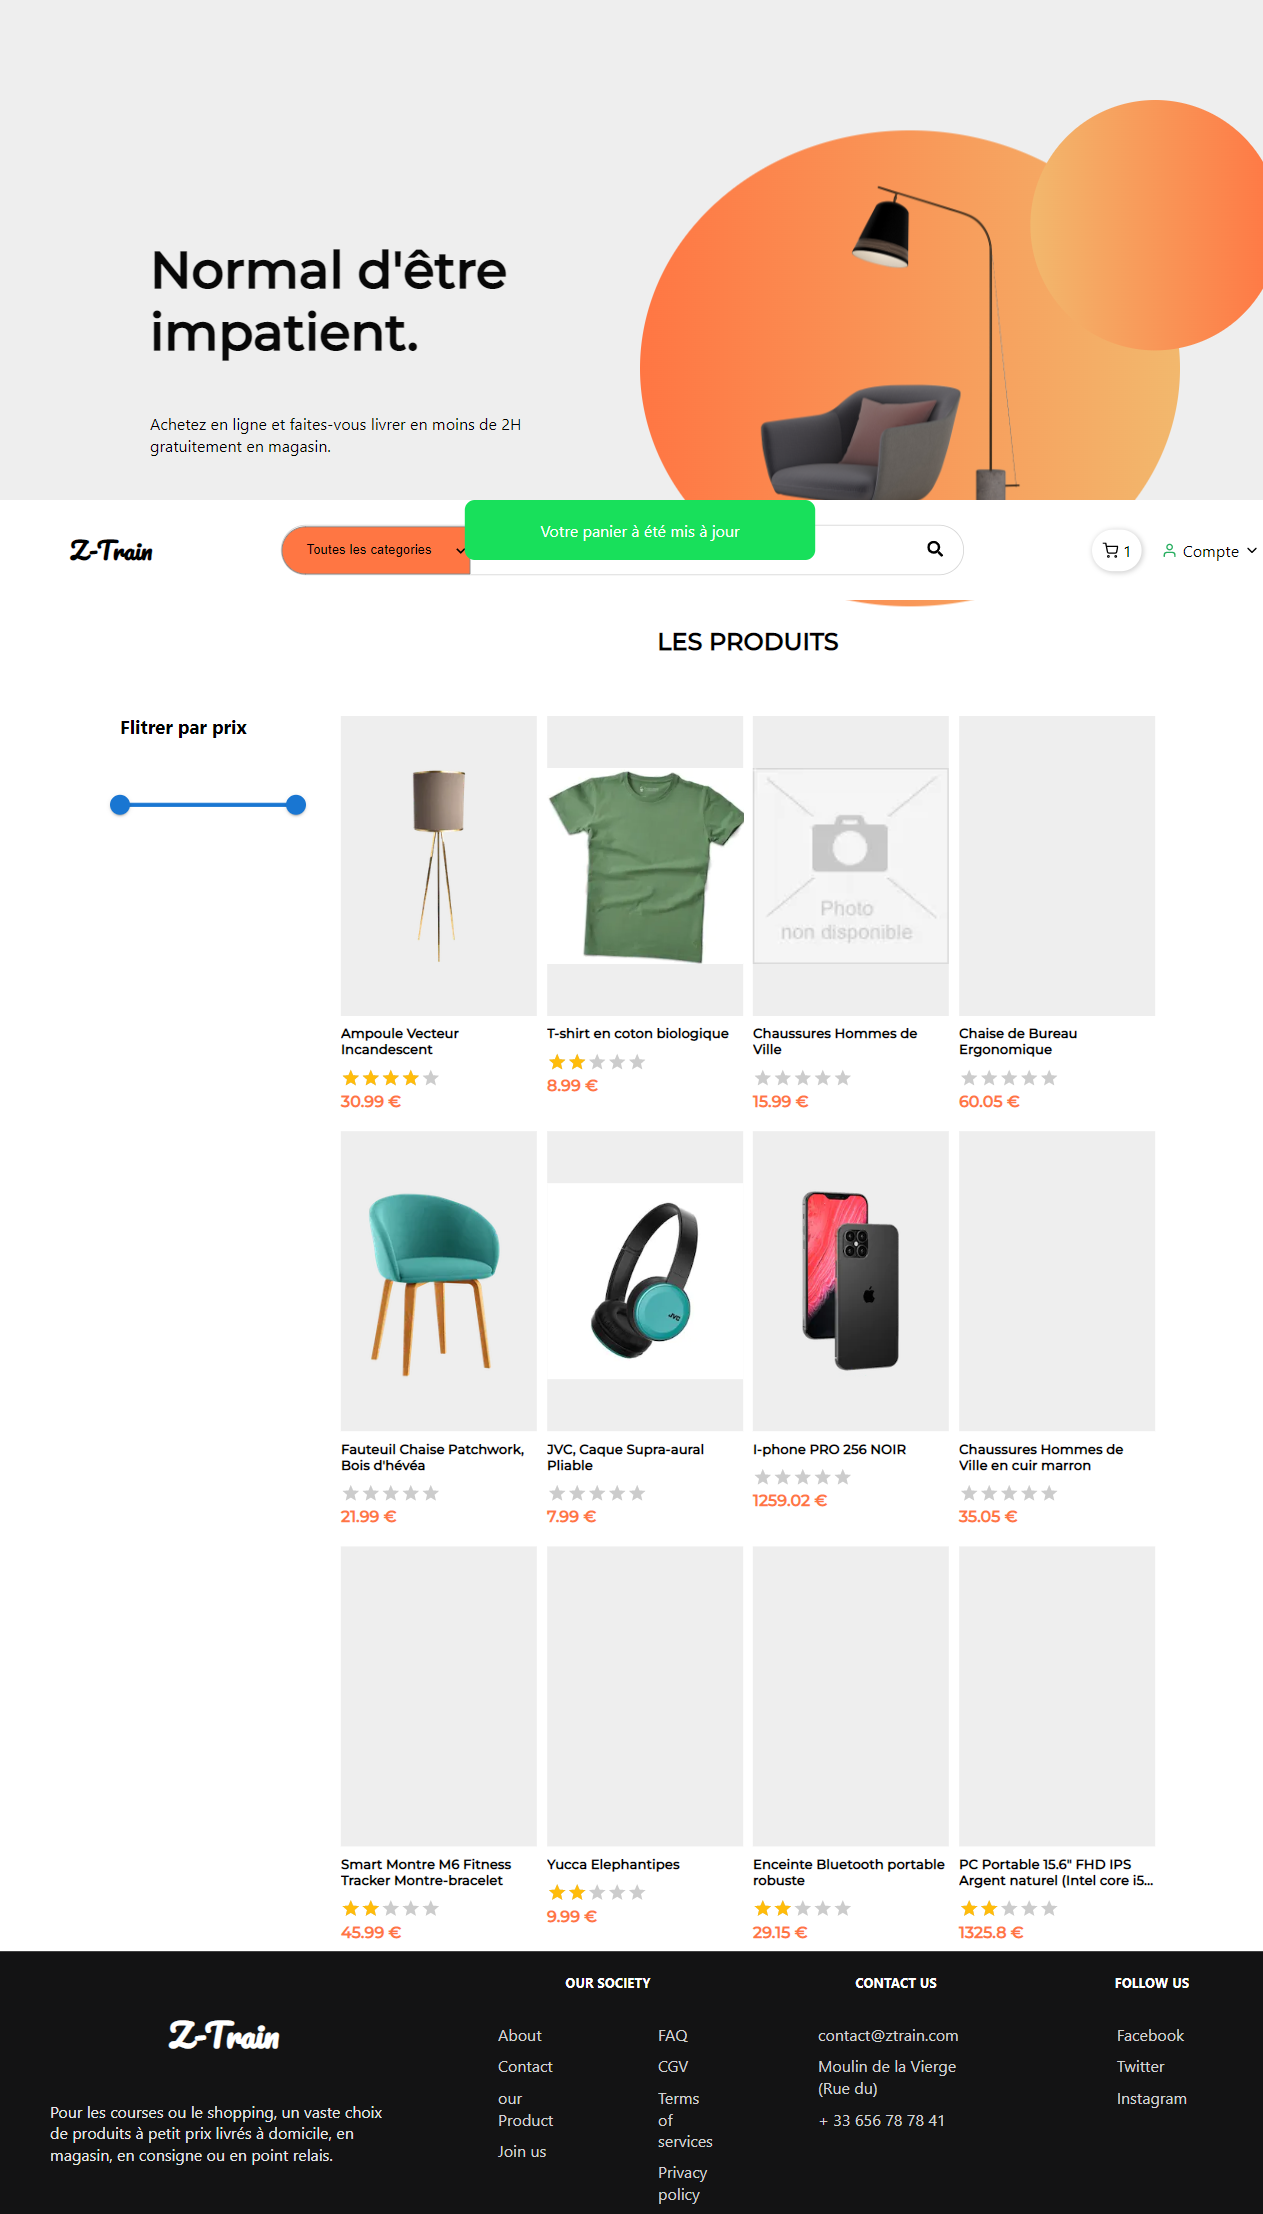 Normal d'être
impatient.
Achetez en ligne et faites-vous livrer en moins de 2H
gratuitement en magasin.
Votre panier à été mis à jour
Z-Train
Toutes les categories
1
Compte
LES PRODUITS
Flitrer par prix
Photo
non disponible
Ampoule Vecteur
Incandescent
30.99 €
T-shirt en coton biologique
8.99 €
Chaussures Hommes de
Ville
15.99 €
Chaise de Bureau
Ergonomique
60.05 €
JVC
Fauteuil Chaise Patchwork,
Bois d'hévéa
21.99 €
JVC, Caque Supra-aural
Pliable
7.99 €
I-phone PRO 256 NOIR
1259.02 €
Chaussures Hommes de
Ville en cuir marron
35.05 €
Smart Montre M6 Fitness
Tracker Montre-bracelet
45.99 €
Yucca Elephantipes
9.99 €
Enceinte Bluetooth portable
robuste
29.15 €
PC Portable 15.6" FHD IPS
Argent naturel (Intel core i5...
1325.8 €
Z-Train
Pour les courses ou le shopping, un vaste choix
de produits à petit prix livrés à domicile, en
magasin, en consigne ou en point relais.
OUR SOCIETY
About
Contact
our
Product
Join us
FAQ
CGV
Terms
of
services
Privacy
policy
CONTACT US
contact@ztrain.com
Moulin de la Vierge
(Rue du)
+ 33 656 78 78 41
FOLLOW US
Facebook
Twitter
Instagram